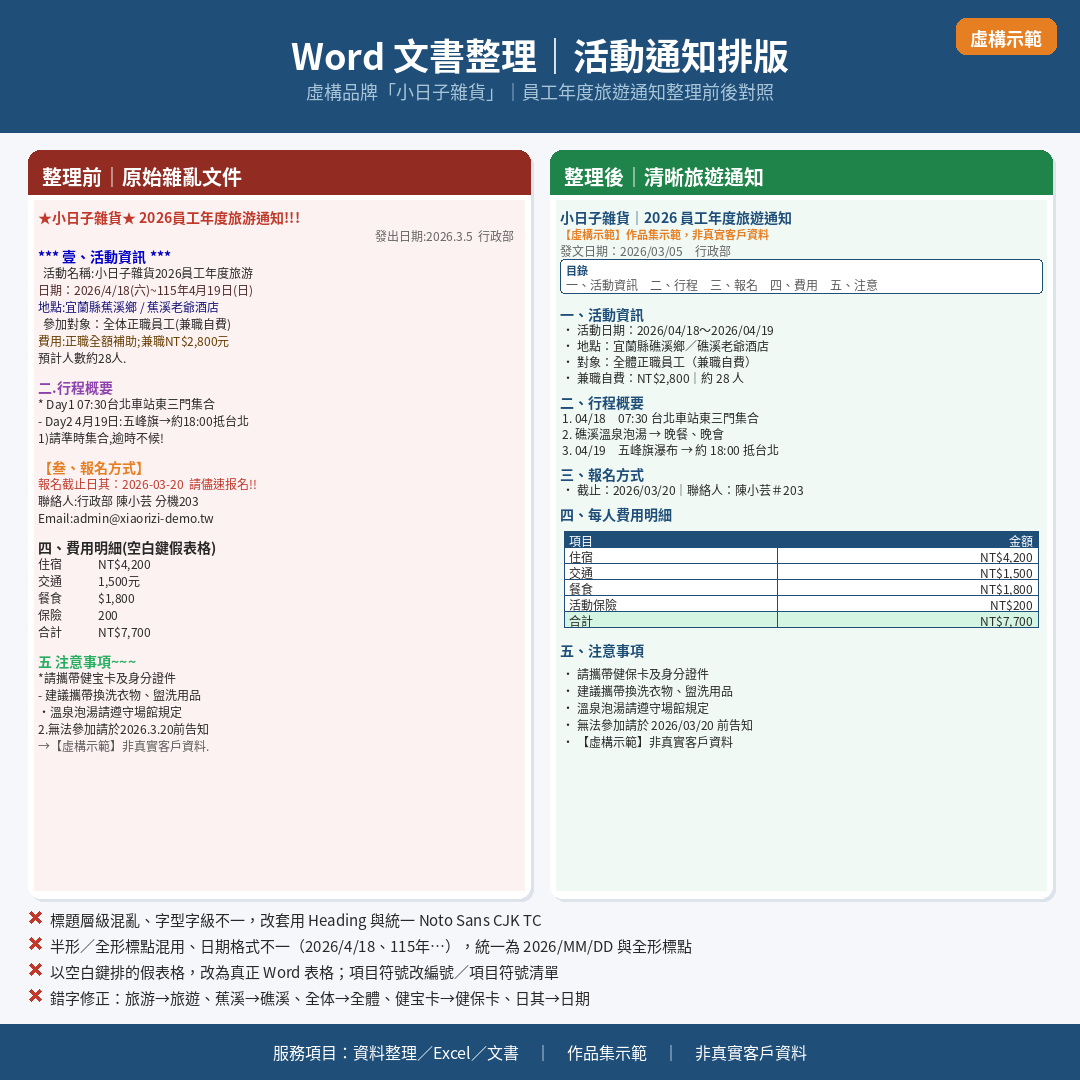 Word 文書整理｜活動通知排版
虛構示範
虛構品牌「小日子雜貨」｜員工年度旅遊通知整理前後對照
整理前｜原始雜亂文件
★小日子雜貨★ 2026員工年度旅游通知!!!
發出日期:2026.3.5 行政部
*** 壹、活動資訊 ***
活動名稱:小日子雜貨2026員工年度旅游
日期：2026/4/18(六)~115年4月19日(日)
地點:宜蘭縣蕉溪鄉 / 蕉溪老爺酒店
參加對象：全体正職員工(兼職自費)
費用:正職全額補助;兼職NT$2,800元
預計人數約28人.
二.行程概要
* Day1 07:30台北車站東三門集合
- Day2 4月19日:五峰旗→約18:00抵台北
1)請準時集合,逾時不候!
【叁、報名方式】
報名截止日其：2026-03-20 請儘速报名!!
聯絡人:行政部 陳小芸 分機203
Email:admin@xiaorizi-demo.tw
四、費用明細(空白鍵假表格)
住宿 NT$4,200
交通 1,500元
餐食 $1,800
保險 200
合計 NT$7,700
五 注意事項~~~
*請攜帶健宝卡及身分證件
- 建議攜帶換洗衣物、盥洗用品
・溫泉泡湯請遵守場館規定
2.無法參加請於2026.3.20前告知
→【虛構示範】非真實客戶資料.
整理後｜清晰旅遊通知
小日子雜貨｜2026 員工年度旅遊通知
【虛構示範】作品集示範，非真實客戶資料
發文日期：2026/03/05　行政部
目錄
一、活動資訊　二、行程　三、報名　四、費用　五、注意
一、活動資訊
・ 活動日期：2026/04/18～2026/04/19
・ 地點：宜蘭縣礁溪鄉／礁溪老爺酒店
・ 對象：全體正職員工（兼職自費）
・ 兼職自費：NT$2,800｜約 28 人
二、行程概要
1. 04/18　07:30 台北車站東三門集合
2. 礁溪溫泉泡湯 → 晚餐、晚會
3. 04/19　五峰旗瀑布 → 約 18:00 抵台北
三、報名方式
・ 截止：2026/03/20｜聯絡人：陳小芸＃203
四、每人費用明細
項目 金額
住宿 NT$4,200
交通 NT$1,500
餐食 NT$1,800
活動保險 NT$200
合計 NT$7,700
五、注意事項
・ 請攜帶健保卡及身分證件
・ 建議攜帶換洗衣物、盥洗用品
・ 溫泉泡湯請遵守場館規定
・ 無法參加請於 2026/03/20 前告知
・ 【虛構示範】非真實客戶資料
✖ 標題層級混亂、字型字級不一，改套用 Heading 與統一 Noto Sans CJK TC
✖ 半形／全形標點混用、日期格式不一（2026/4/18、115年⋯），統一為 2026/MM/DD 與全形標點
✖ 以空白鍵排的假表格，改為真正 Word 表格；項目符號改編號／項目符號清單
✖ 錯字修正：旅游→旅遊、蕉溪→礁溪、全体→全體、健宝卡→健保卡、日其→日期
服務項目：資料整理／Excel／文書　｜　作品集示範　｜　非真實客戶資料